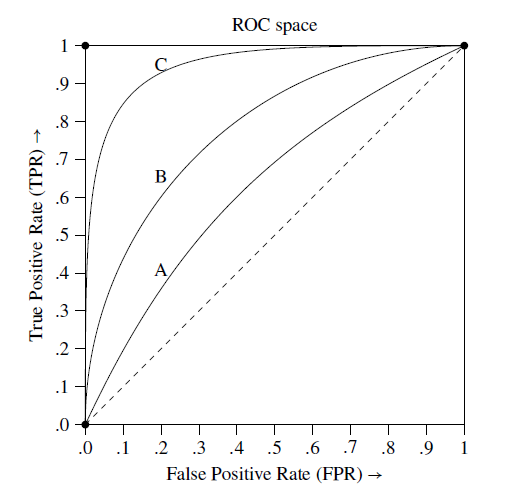 ROC space
1
.9
.8
.7
.6
.5
.4
.3
.2
.1
.0
True Positive Rate (TPR) →
C
B
A
.0 .1 .2 .3 .4 .5 .6 .7 .8 .9 1
False Positive Rate (FPR) →